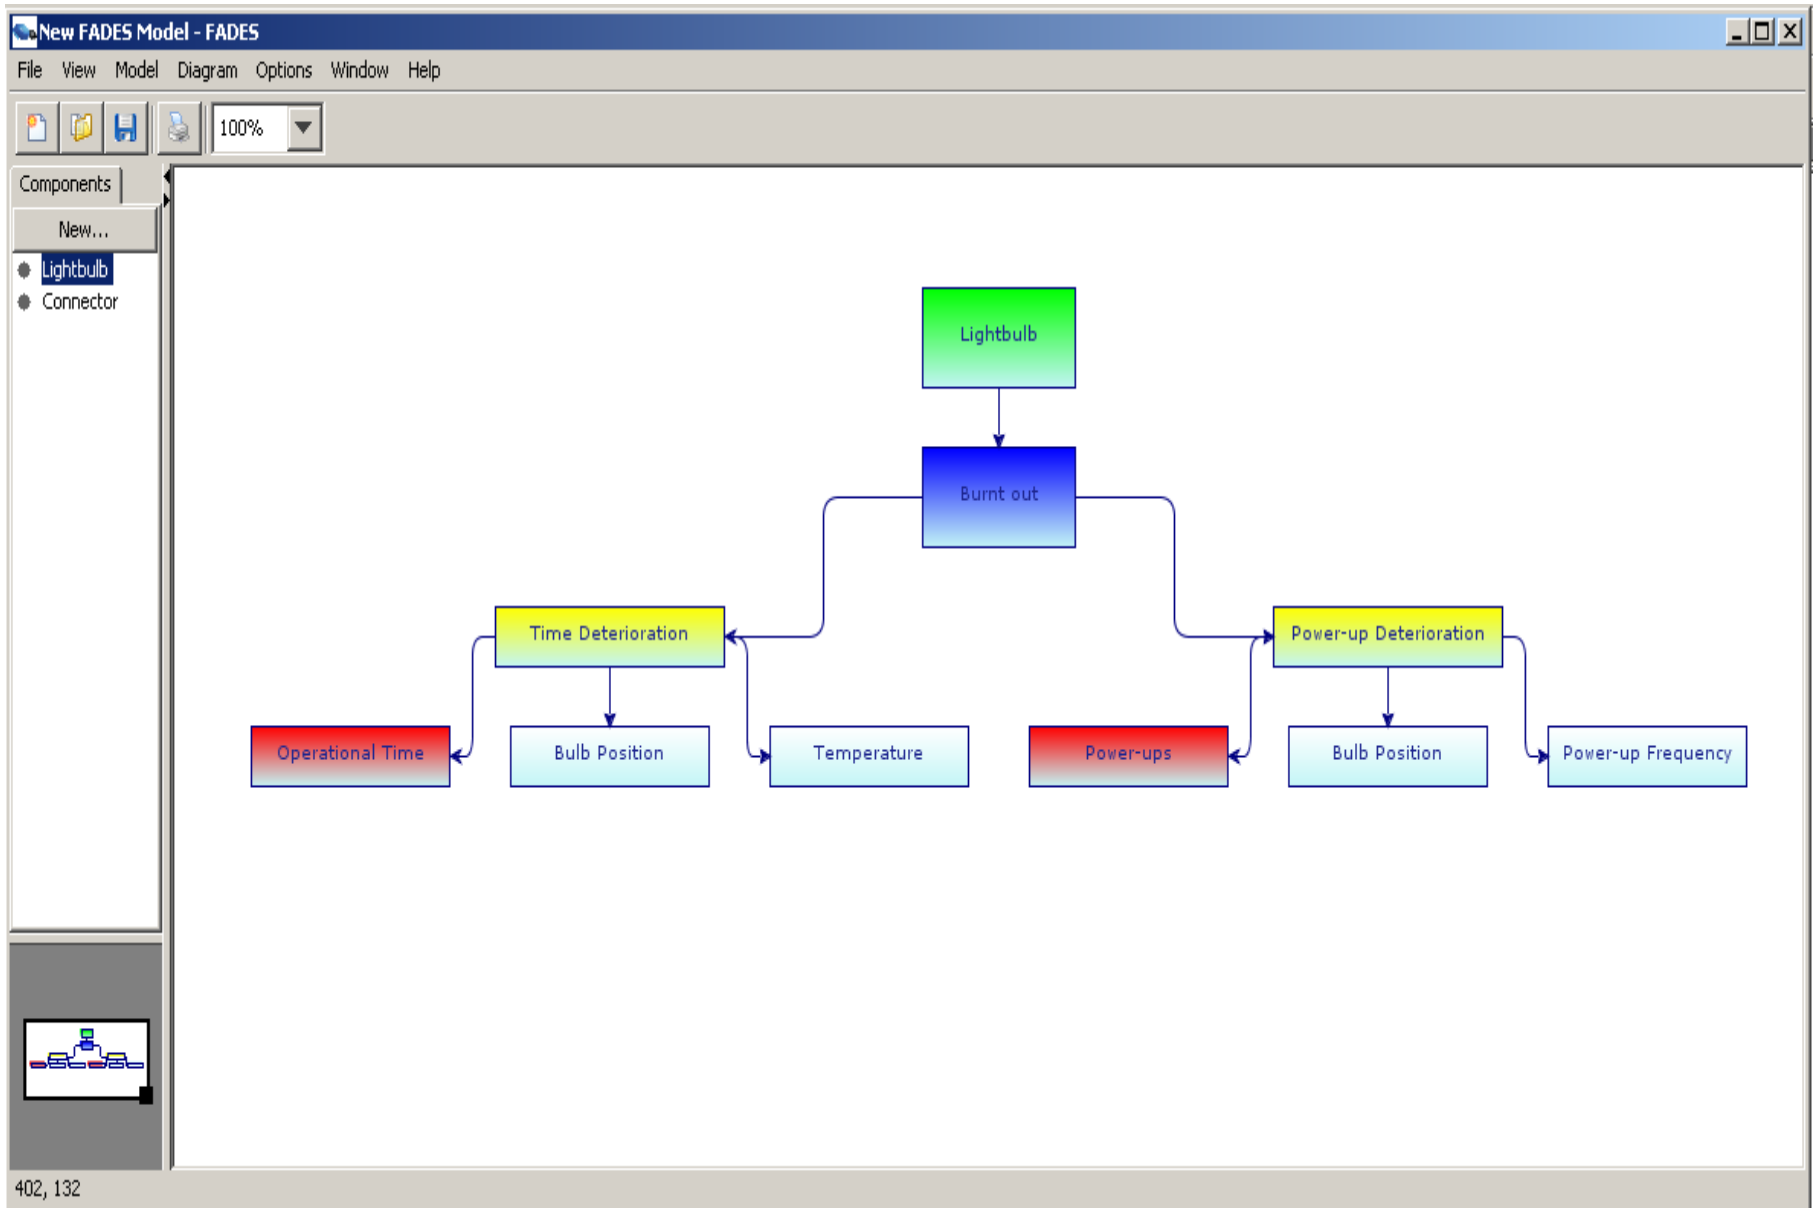 New FADES Model - FADES
File View Model Diagram Options Window Help
100%
Components
New...
Lightbulb
Connector
Lightbulb
Burnt out
Time Deterioration
Power-up Deterioration
Operational Time
Bulb Position
Temperature
Power-ups
Bulb Position
Power-up Frequency
402, 132